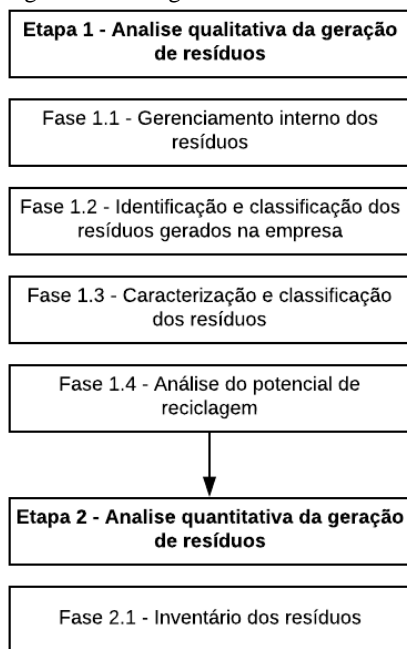 Etapa 1 - Analise qualitativa da geração
de resíduos
Fase 1.1 - Gerenciamento interno dos
resíduos
Fase 1.2 - Identificação e classificação dos
resíduos gerados na empresa
Fase 1.3 - Caracterização e classificação
dos resíduos
Fase 1.4 - Análise do potencial de
reciclagem
Etapa 2 - Analise quantitativa da geração
de resíduos
Fase 2.1 - Inventário dos resíduos